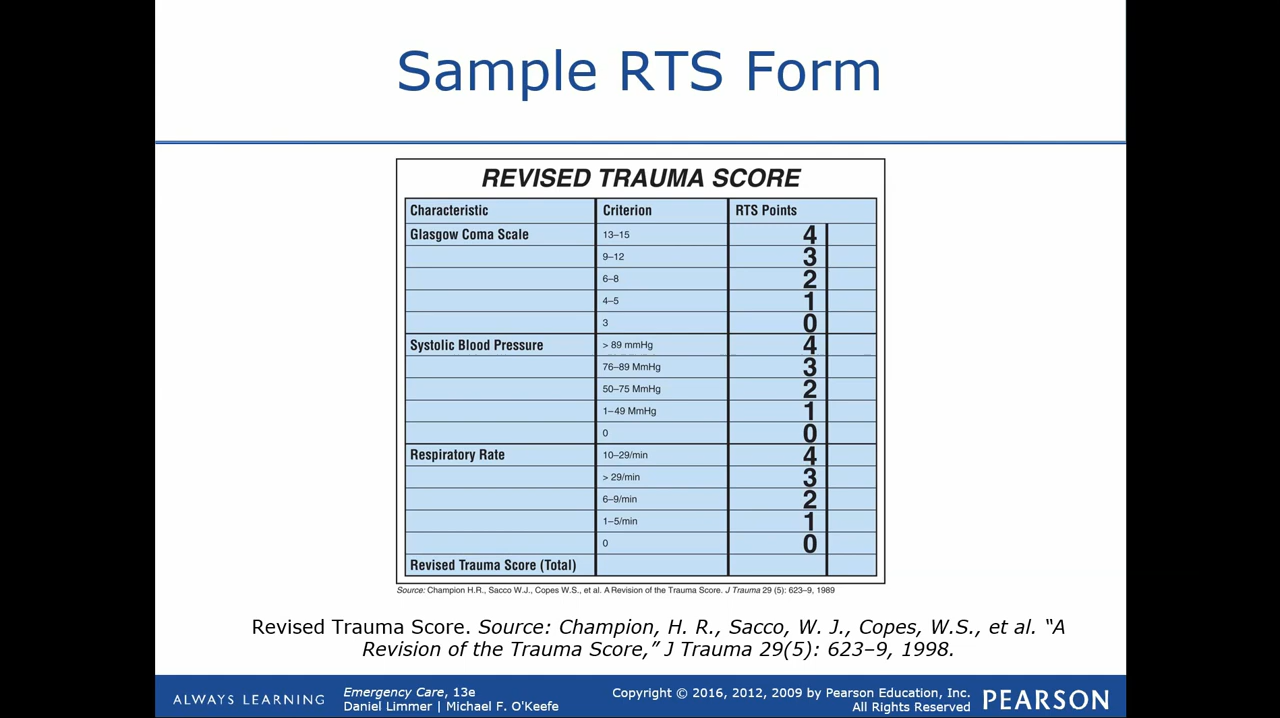 Sample RTS Form
REVISED TRAUMA SCORE
Characteristic Criterion RTS Points
Glasgow Coma Scale 13–15 4
9–12 3
6–8 2
4–5 1
3 0
Systolic Blood Pressure > 89 mmHg 4
76–89 MmHg 3
50–75 MmHg 2
1–49 MmHg 1
0 0
Respiratory Rate 10–29/min 4
> 29/min 3
6–9/min 2
1–5/min 1
0 0
Revised Trauma Score (Total)
Source: Champion H.R., Sacco W.J., Copes W.S., et al. A Revision of the Trauma Score. J Trauma 29 (5): 623–9, 1989
Revised Trauma Score. Source: Champion, H. R., Sacco, W. J., Copes, W.S., et al. “A
Revision of the Trauma Score,” J Trauma 29(5): 623–9, 1998.
ALWAYS LEARNING
Emergency Care, 13e
Daniel Limmer | Michael F. O'Keefe
Copyright © 2016, 2012, 2009 by Pearson Education, Inc.
All Rights Reserved
PEARSON